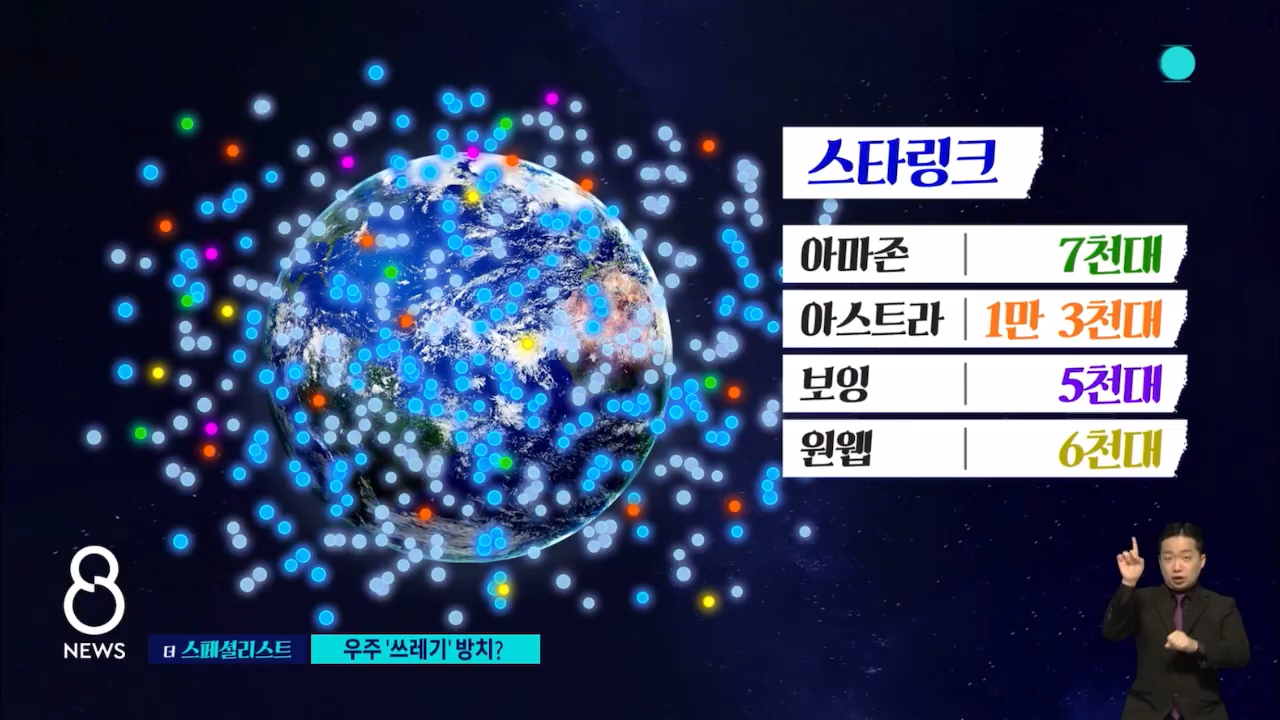 스타링크
아마존 7천대
아스트라 1만 3천대
보잉 5천대
원웹 6천대
8
NEWS
더 스페셜리스트 우주 '쓰레기' 방치?